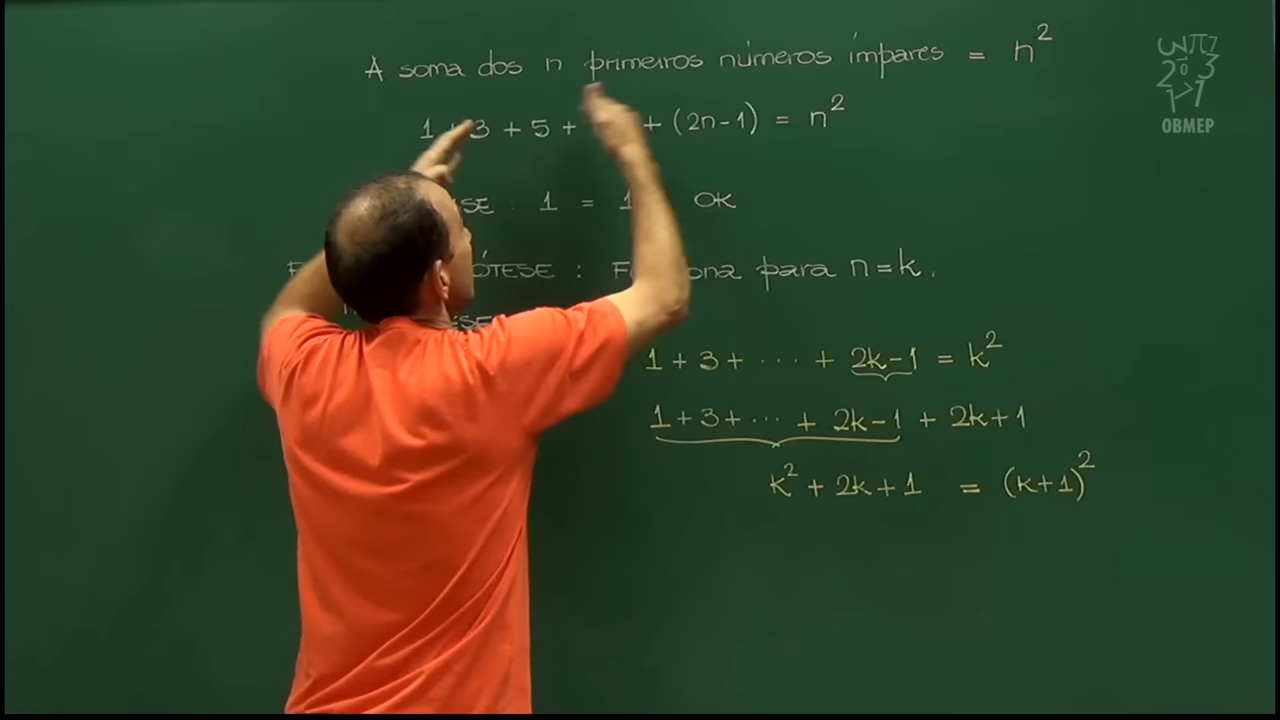 A soma dos n primeiros números ímpares = n²
1 + 3 + 5 + + (2n-1) = n²
1 = 1 OK
: para n=k.
1 + 3 + ··· + 2k-1 = k²
1 + 3 + ··· + 2k-1 + 2k+1
k² + 2k + 1 = (k+1)²
OBMEP